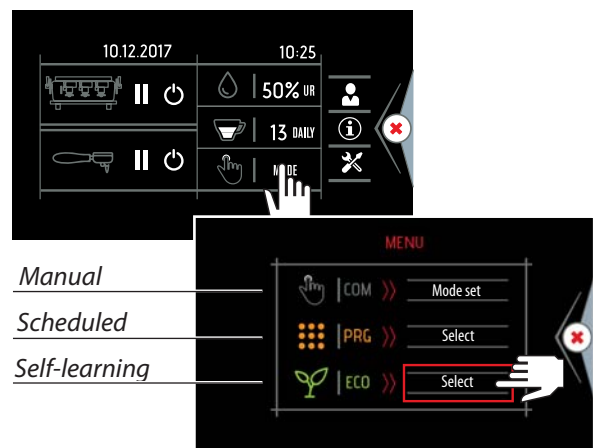 10.12.2017 10:25
50% UR
13 DAILY
MENU
Manual COM Mode set
Scheduled PRG Select
Self-learning ECO Select